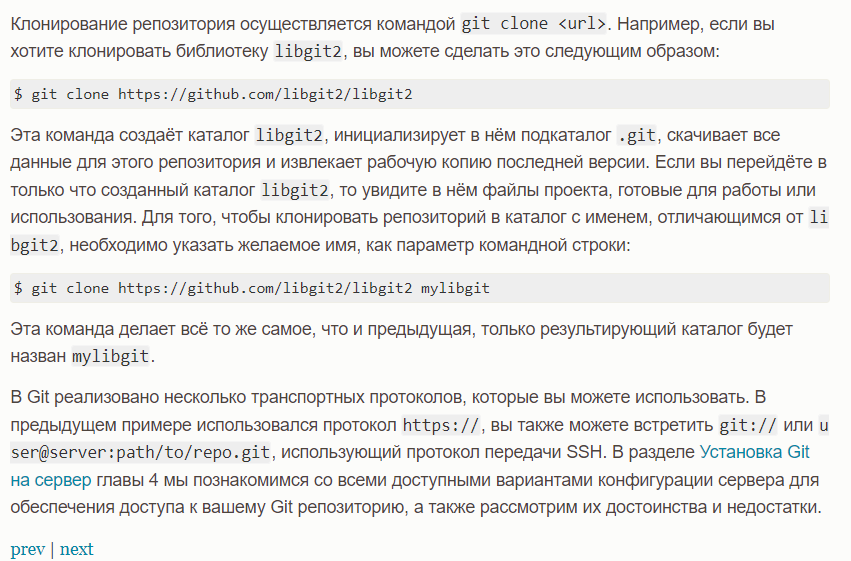 Клонирование репозитория осуществляется командой git clone <url>. Например, если вы
хотите клонировать библиотеку libgit2, вы можете сделать это следующим образом:
$ git clone https://github.com/libgit2/libgit2
Эта команда создаёт каталог libgit2, инициализирует в нём подкаталог .git, скачивает все
данные для этого репозитория и извлекает рабочую копию последней версии. Если вы перейдёте в
только что созданный каталог libgit2, то увидите в нём файлы проекта, готовые для работы или
использования. Для того, чтобы клонировать репозиторий в каталог с именем, отличающимся от li
bgit2, необходимо указать желаемое имя, как параметр командной строки:
$ git clone https://github.com/libgit2/libgit2 mylibgit
Эта команда делает всё то же самое, что и предыдущая, только результирующий каталог будет
назван mylibgit.
В Git реализовано несколько транспортных протоколов, которые вы можете использовать. В
предыдущем примере использовался протокол https://, вы также можете встретить git:// или u
ser@server:path/to/repo.git, использующий протокол передачи SSH. В разделе Установка Git
на сервер главы 4 мы познакомимся со всеми доступными вариантами конфигурации сервера для
обеспечения доступа к вашему Git репозиторию, а также рассмотрим их достоинства и недостатки.
prev | next